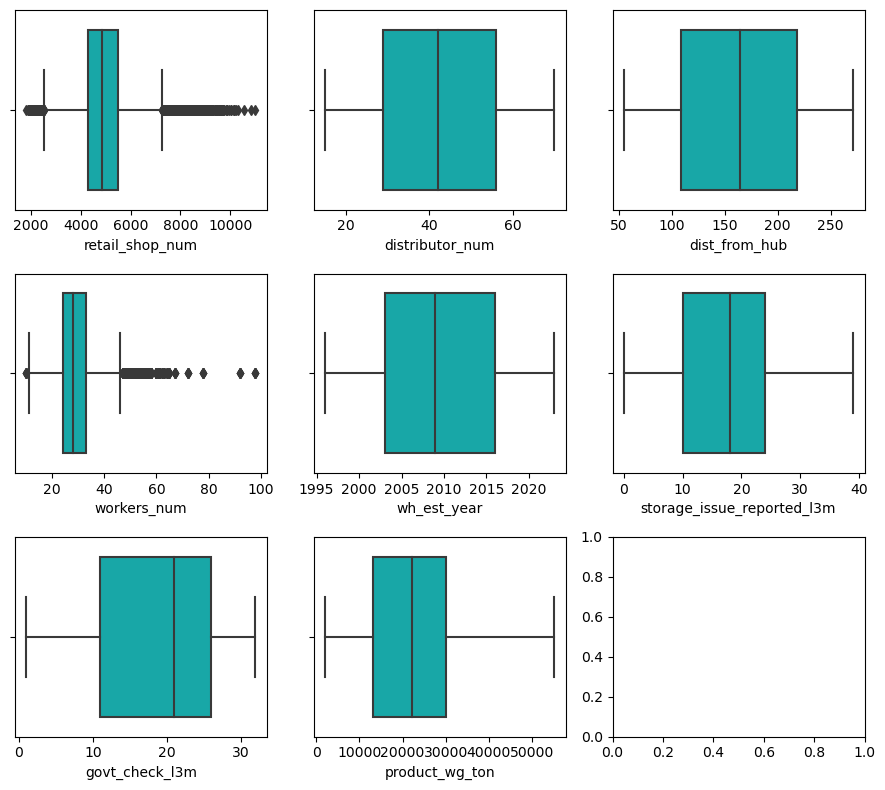 2000 4000 6000 8000 10000
retail_shop_num
20 40 60
distributor_num
50 100 150 200 250
dist_from_hub
20 40 60 80 100
workers_num
1995 2000 2005 2010 2015 2020
wh_est_year
0 10 20 30 40
storage_issue_reported_l3m
0 10 20 30
govt_check_l3m
0 10000 20000 30000 40000 50000
product_wg_ton
1.0
0.8
0.6
0.4
0.2
0.0
0.0 0.2 0.4 0.6 0.8 1.0